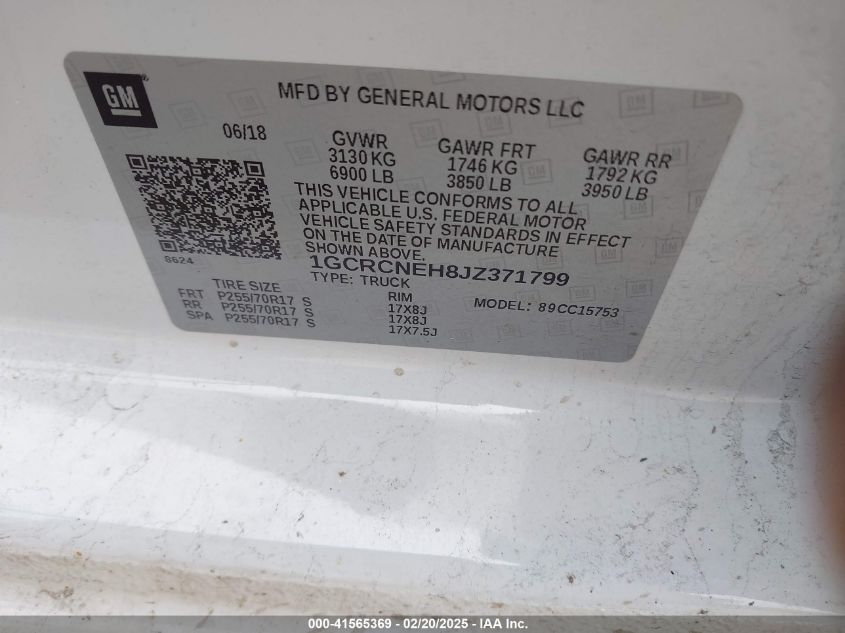 GM
MFD BY GENERAL MOTORS LLC
06/18
GVWR
3130 KG
6900 LB
GAWR FRT
1746 KG
3850 LB
GAWR RR
1792 KG
3950 LB
THIS VEHICLE CONFORMS TO ALL
APPLICABLE U.S. FEDERAL MOTOR
VEHICLE SAFETY STANDARDS IN EFFECT
ON THE DATE OF MANUFACTURE
SHOWN ABOVE.
8624
1GCRCNEH8JZ371799
TYPE: TRUCK
MODEL: 89CC15753
TIRE SIZE
RIM
FRT P255/70R17 S 17X8J
RR P255/70R17 S 17X8J
SPA P255/70R17 S 17X7.5J
000-41565369 — 02/20/2025 - IAA Inc.